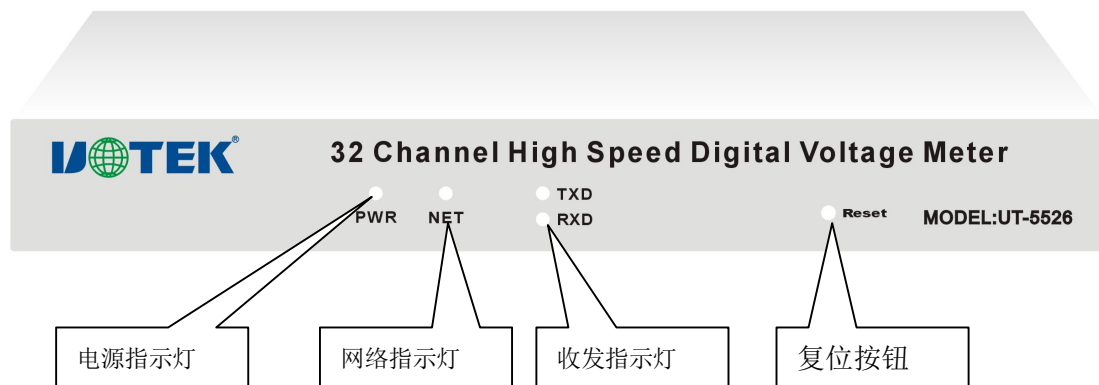 UOTEK®
32 Channel High Speed Digital Voltage Meter
TXD
PWR NET RXD
Reset
MODEL:UT-5526
电源指示灯
网络指示灯
收发指示灯
复位按钮